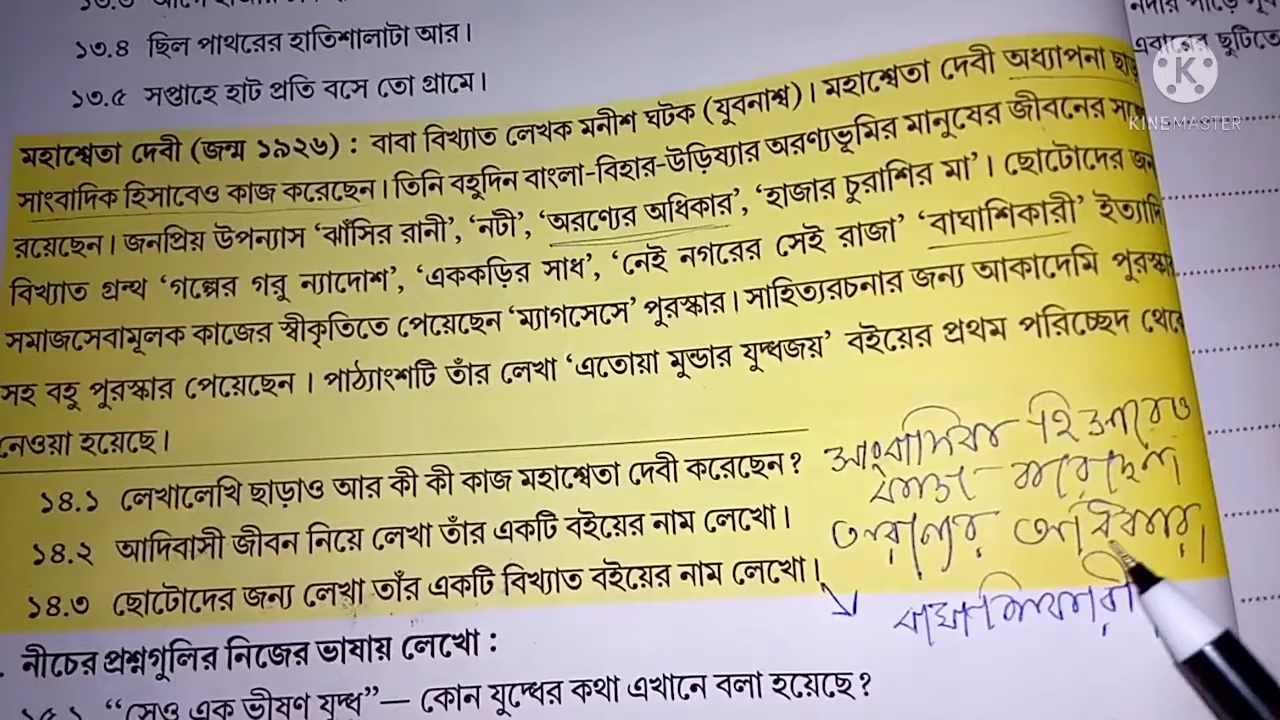 ১৩.৪ ছিল পাথরের হাতিশালাটা আর।
১৩.৫ সপ্তাহে হাট প্রতি বসে তো গ্রামে।
এবারের ছুটিতে
KINEMASTER
মহাশ্বেতা দেবী (জন্ম ১৯২৬) : বাবা বিখ্যাত লেখক মনীশ ঘটক (যুবনাশ্ব)। মহাশ্বেতা দেবী অধ্যাপনা
সাংবাদিক হিসাবেও কাজ করেছেন। তিনি বহুদিন বাংলা-বিহার-উড়িষ্যার অরণ্যভূমির মানুষের জীবনের
রয়েছেন। জনপ্রিয় উপন্যাস ‘ঝাঁসির রানী’, ‘নটী’, ‘অরণ্যের অধিকার’, ‘হাজার চুরাশির মা’। ছোটোদের
বিখ্যাত গ্রন্থ ‘গল্পের গরু ন্যাদোশ’, ‘এককড়ির সাধ’, ‘নেই নগরের সেই রাজা’ ‘বাঘাশিকারী’ ইত্যাদি
সমাজসেবামূলক কাজের স্বীকৃতিতে পেয়েছেন ‘ম্যাগসেসে’ পুরস্কার। সাহিত্যরচনার জন্য আকাদেমি পুরস্কার
সহ বহু পুরস্কার পেয়েছেন। পাঠ্যাংশটি তাঁর লেখা ‘এতোয়া মুন্ডার যুদ্ধজয়’ বইয়ের প্রথম পরিচ্ছেদ থেকে
নেওয়া হয়েছে।
১৪.১ লেখালেখি ছাড়াও আর কী কী কাজ মহাশ্বেতা দেবী করেছেন?
সাংবাদিক হিসাবেও
কাজ করেছেন
১৪.২ আদিবাসী জীবন নিয়ে লেখা তাঁর একটি বইয়ের নাম লেখো।
অরণ্যের অধিকার।
১৪.৩ ছোটোদের জন্য লেখা তাঁর একটি বিখ্যাত বইয়ের নাম লেখো।
বাঘাশিকারী
নীচের প্রশ্নগুলির নিজের ভাষায় লেখো :
“সেও এক ভীষণ যুদ্ধ”— কোন যুদ্ধের কথা এখানে বলা হয়েছে?